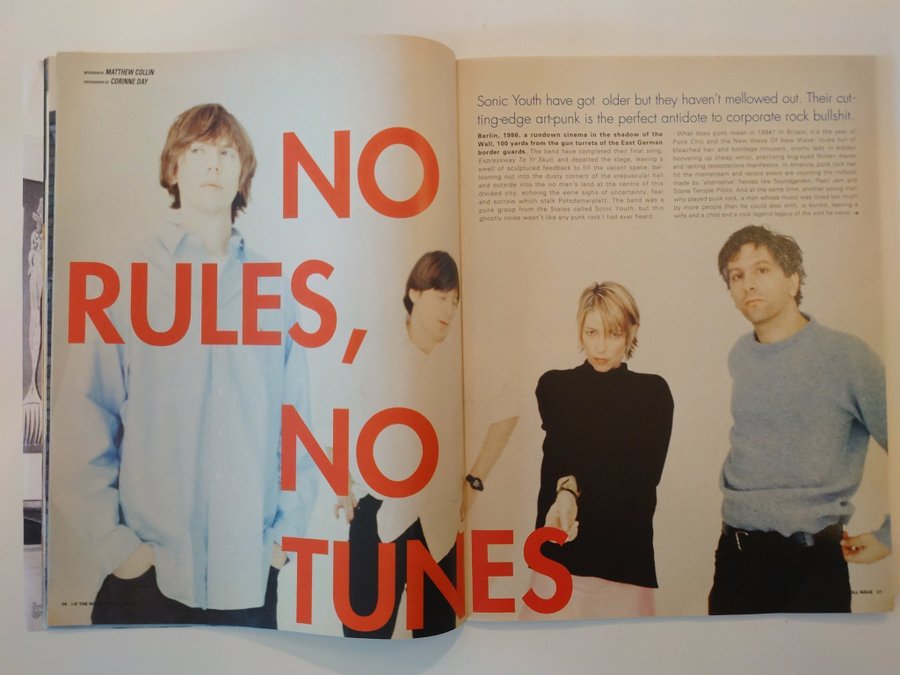 INTERVIEW BY MATTHEW COLLIN
PHOTOGRAPHY BY CORINNE DAY
NO
RULES,
NO
TUNES
Sonic Youth have got older but they haven't mellowed out. Their cut-
ting-edge art-punk is the perfect antidote to corporate rock bullshit.
Berlin, 1986, a rundown cinema in the shadow of the
Wall, 100 yards from the gun turrets of the East German
border guards. The band have completed their final song,
Expressway To Yr Skull, and departed the stage, leaving a
swell of sculptured feedback to fill the vacant space, bal-
looning out into the dusty corners of the crepuscular hall
and outside into the no man's land at the centre of this
divided city, echoing the eerie sighs of uncertainty, fear
and sorrow which stalk Potsdamerplatz. The band was a
punk group from the States called Sonic Youth, but this
ghostly noise wasn't like any punk rock I had ever heard.
What does punk mean in 1994? In Britain, it's the year of
Punk Chic and the New Wave Of New Wave: clubs full of
bleached hair and bondage trousers, snotty lads in Adidas
hoovering up cheap whizz, practising bug-eyed Rotten stares
and ranting testosterone manifestos. In America, punk rock has
hit the mainstream and record execs are counting the millions
made by 'alternative' heroes like Soundgarden, Pearl Jam and
Stone Temple Pilots. And at the same time, another young man
who played punk rock, a man whose music was loved too much
by more people than he could deal with, is buried, leaving a
wife and a child and a rock legend legacy of the sort he never →
i-D THE
ISSUE